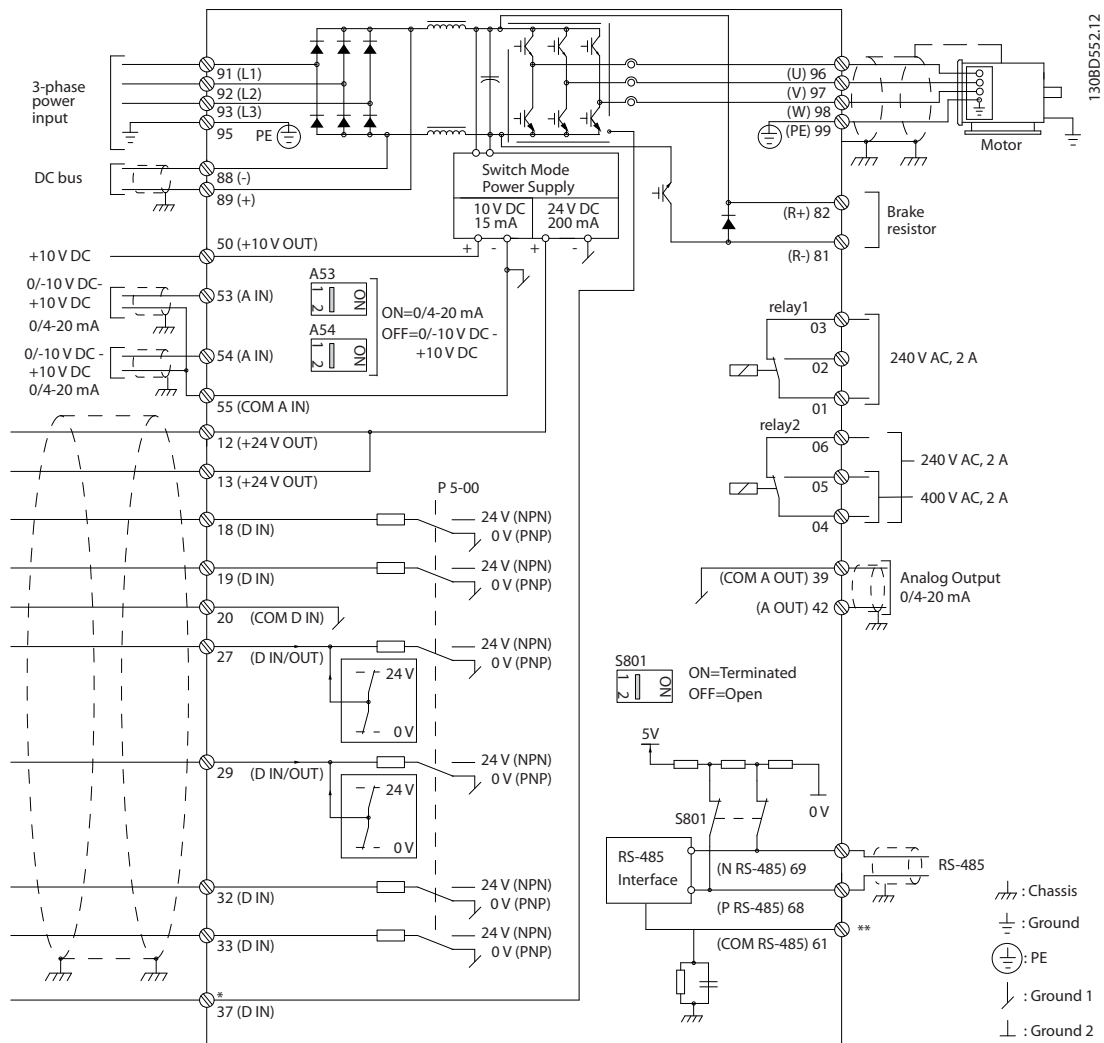 130BD552.12
3-phase
power
input
91 (L1)
92 (L2)
93 (L3)
95
PE
DC bus
88 (-)
89 (+)
+10 V DC
50 (+10 V OUT)
0/-10 V DC-
+10 V DC
0/4-20 mA
53 (A IN)
0/-10 V DC -
+10 V DC
0/4-20 mA
54 (A IN)
55 (COM A IN)
12 (+24 V OUT)
13 (+24 V OUT)
18 (D IN)
19 (D IN)
20 (COM D IN)
27 (D IN/OUT)
29 (D IN/OUT)
32 (D IN)
33 (D IN)
*
37 (D IN)
Switch Mode
Power Supply
10 V DC
15 mA
24 V DC
200 mA
+ - + -
A53
1 2 ON
A54
1 2 ON
ON=0/4-20 mA
OFF=0/-10 V DC -
+10 V DC
P 5-00
24 V (NPN)
0 V (PNP)
24 V (NPN)
0 V (PNP)
24 V (NPN)
0 V (PNP)
24 V
0 V
24 V (NPN)
0 V (PNP)
24 V
0 V
24 V (NPN)
0 V (PNP)
24 V (NPN)
0 V (PNP)
(U) 96
(V) 97
(W) 98
(PE) 99
Motor
(R+) 82
(R-) 81
Brake
resistor
relay1
03
02
01
240 V AC, 2 A
relay2
06
05
04
240 V AC, 2 A
400 V AC, 2 A
(COM A OUT) 39
(A OUT) 42
Analog Output
0/4-20 mA
S801
1 2 ON
ON=Terminated
OFF=Open
5V
0 V
S801
RS-485
Interface
(N RS-485) 69
(P RS-485) 68
(COM RS-485) 61
RS-485
**
: Chassis
: Ground
: PE
: Ground 1
: Ground 2